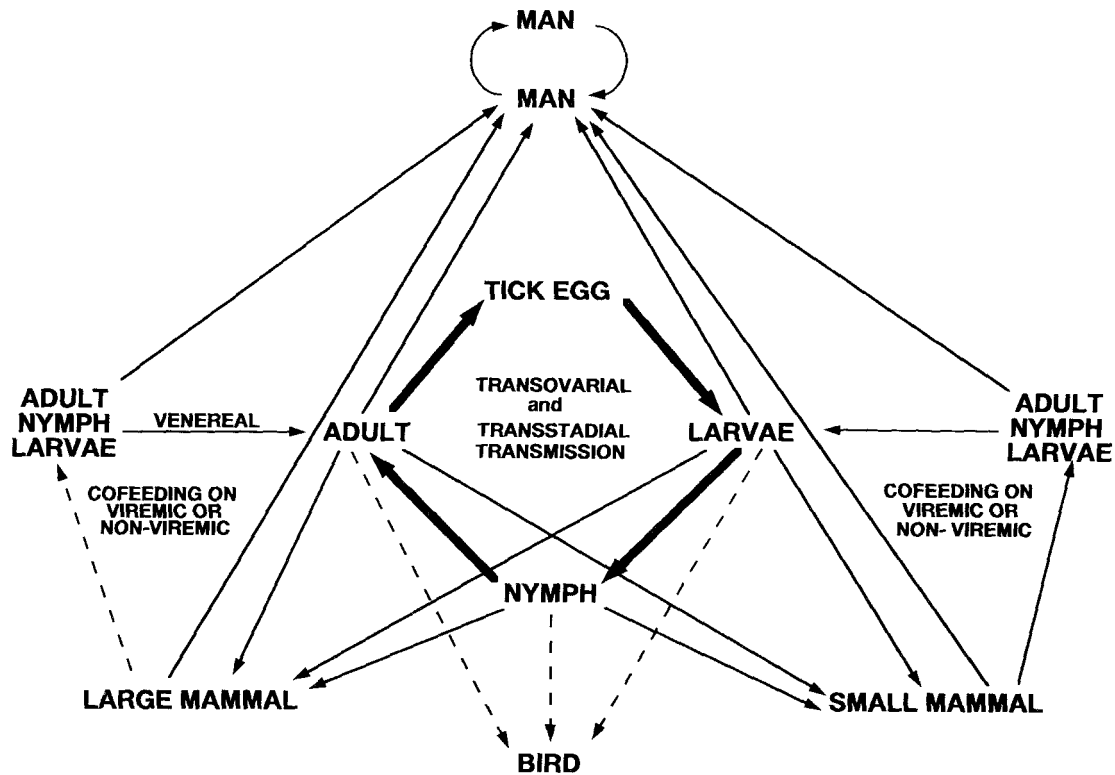 MAN
MAN
TICK EGG
TRANSOVARIAL
and
TRANSSTADIAL
TRANSMISSION
ADULT
NYMPH
LARVAE
VENEREAL
ADULT
LARVAE
ADULT
NYMPH
LARVAE
COFEEDING ON
VIREMIC OR
NON-VIREMIC
COFEEDING ON
VIREMIC OR
NON- VIREMIC
NYMPH
LARGE MAMMAL
SMALL MAMMAL
BIRD